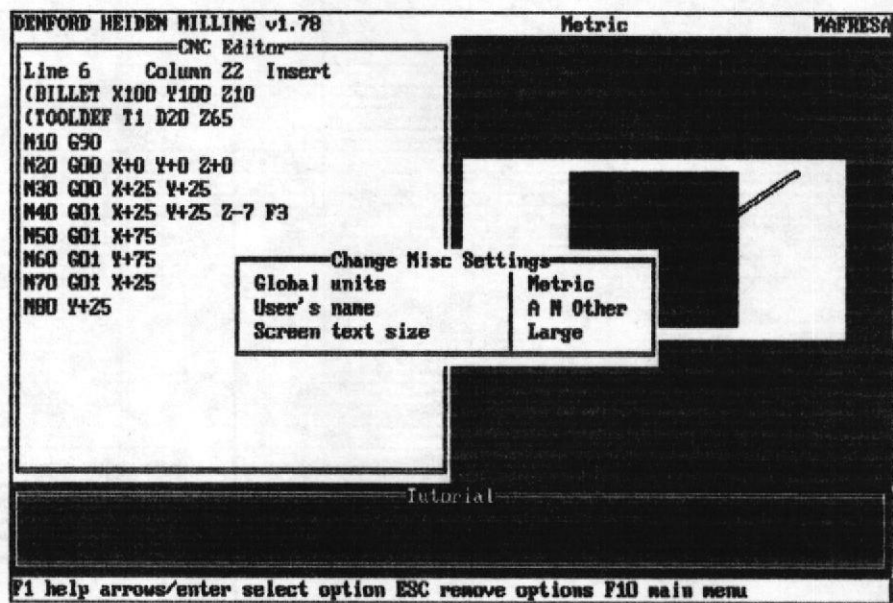 DENFORD HEIDEN MILLING v1.78 Metric MAFRESA
CNC Editor
Line 6 Column 22 Insert
(BILLET X100 Y100 Z10
(TOOLDEF T1 D20 Z65
N10 G90
N20 G00 X+0 Y+0 Z+0
N30 G00 X+25 Y+25
N40 G01 X+25 Y+25 Z-7 F3
N50 G01 X+75
N60 G01 Y+75
N70 G01 X+25
N80 Y+25
Change Misc Settings
Global units Metric
User's name A N Other
Screen text size Large
Tutorial
F1 help arrows/enter select option ESC remove options F10 main menu